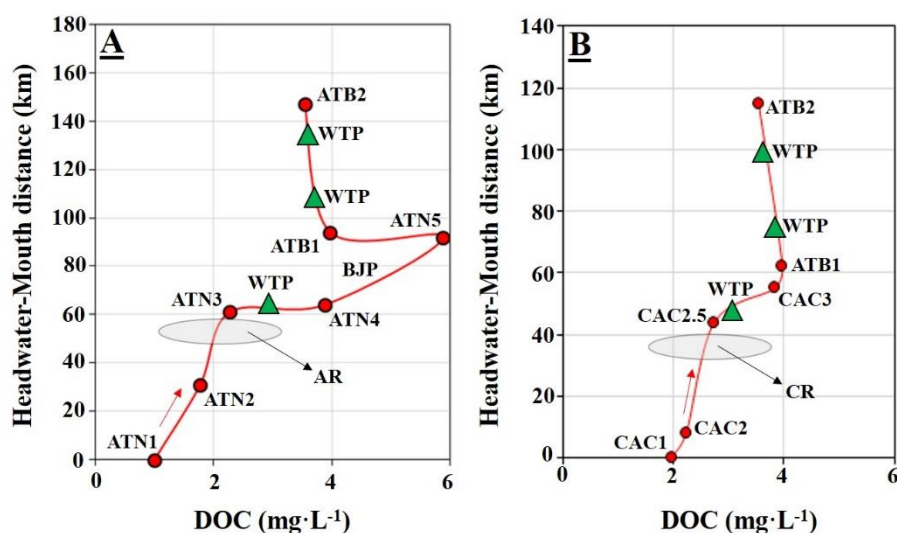 A
Headwater-Mouth distance (km)
180
160
140
120
100
80
60
40
20
0
ATB2
WTP
WTP
ATN5
ATB1
BJP
WTP
ATN3
ATN4
AR
ATN2
ATN1
0 2 4 6
DOC (mg·L-1)
B
Headwater-Mouth distance (km)
140
120
100
80
60
40
20
0
ATB2
WTP
WTP
ATB1
WTP
CAC3
CAC2.5
CR
CAC2
CAC1
0 2 4 6
DOC (mg·L-1)